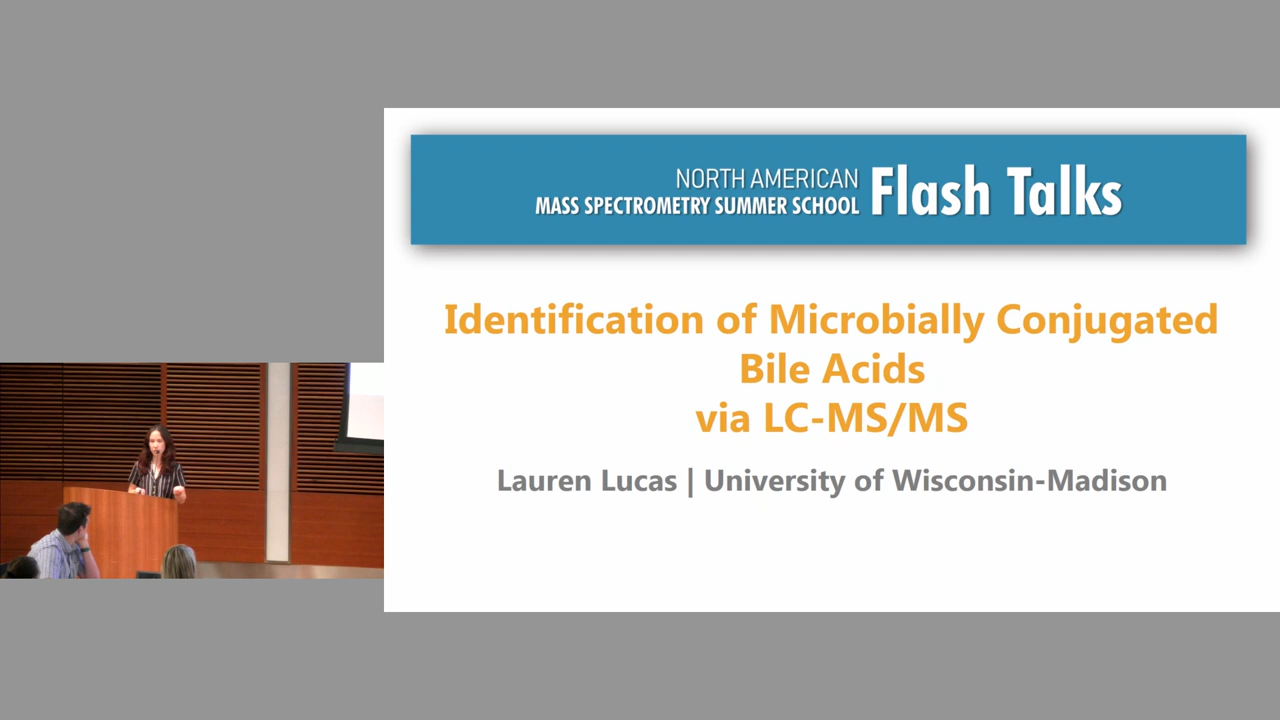 NORTH AMERICAN
MASS SPECTROMETRY SUMMER SCHOOL Flash Talks
Identification of Microbially Conjugated
Bile Acids
via LC-MS/MS
Lauren Lucas | University of Wisconsin-Madison